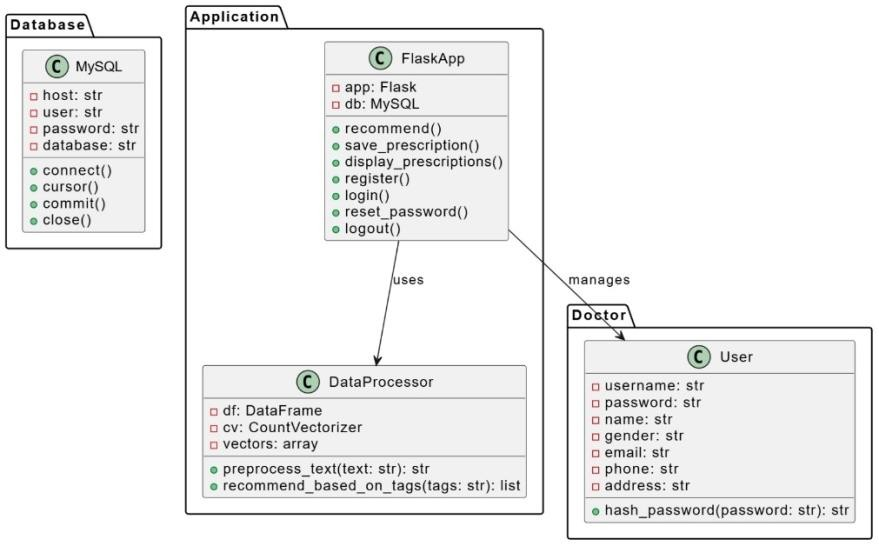 Database
C MySQL
host: str
user: str
password: str
database: str
connect()
cursor()
commit()
close()
Application
C FlaskApp
app: Flask
db: MySQL
recommend()
save_prescription()
display_prescriptions()
register()
login()
reset_password()
logout()
uses
manages
C DataProcessor
df: DataFrame
cv: CountVectorizer
vectors: array
preprocess_text(text: str): str
recommend_based_on_tags(tags: str): list
Doctor
C User
username: str
password: str
name: str
gender: str
email: str
phone: str
address: str
hash_password(password: str): str